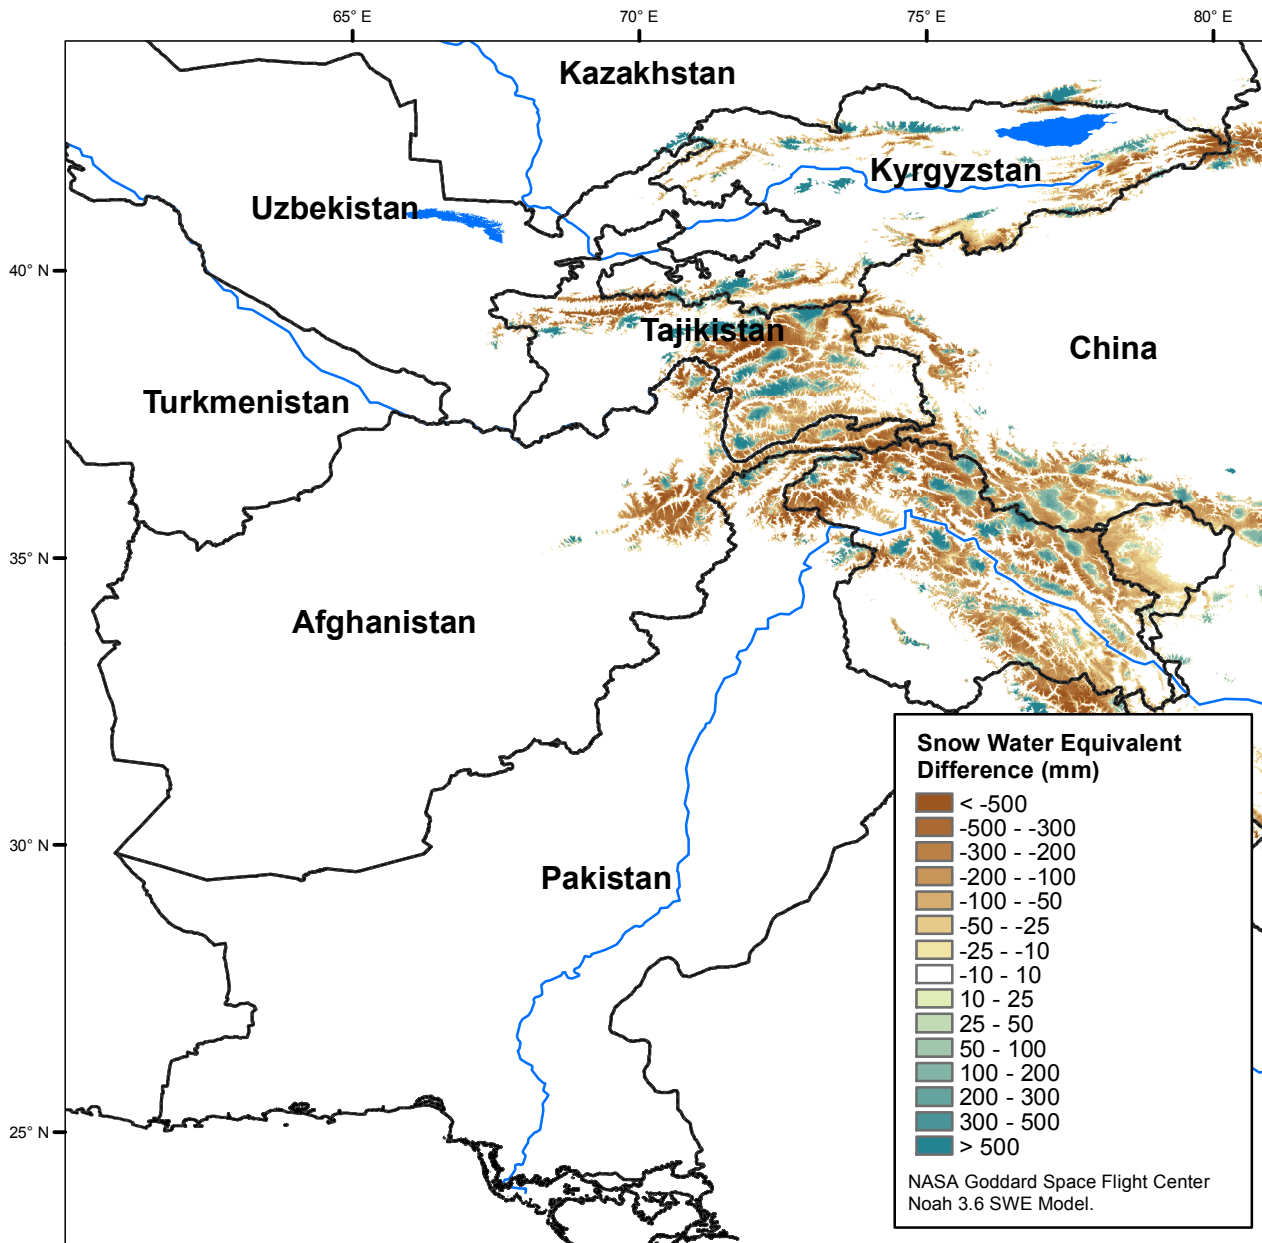 65° E 70° E 75° E 80° E
Kazakhstan
Kyrgyzstan
Uzbekistan
40° N
Tajikistan
China
Turkmenistan
35° N
Afghanistan
30° N
Pakistan
25° N
Snow Water Equivalent
Difference (mm)
< -500
-500 - -300
-300 - -200
-200 - -100
-100 - -50
-50 - -25
-25 - -10
-10 - 10
10 - 25
25 - 50
50 - 100
100 - 200
200 - 300
300 - 500
> 500
NASA Goddard Space Flight Center
Noah 3.6 SWE Model.